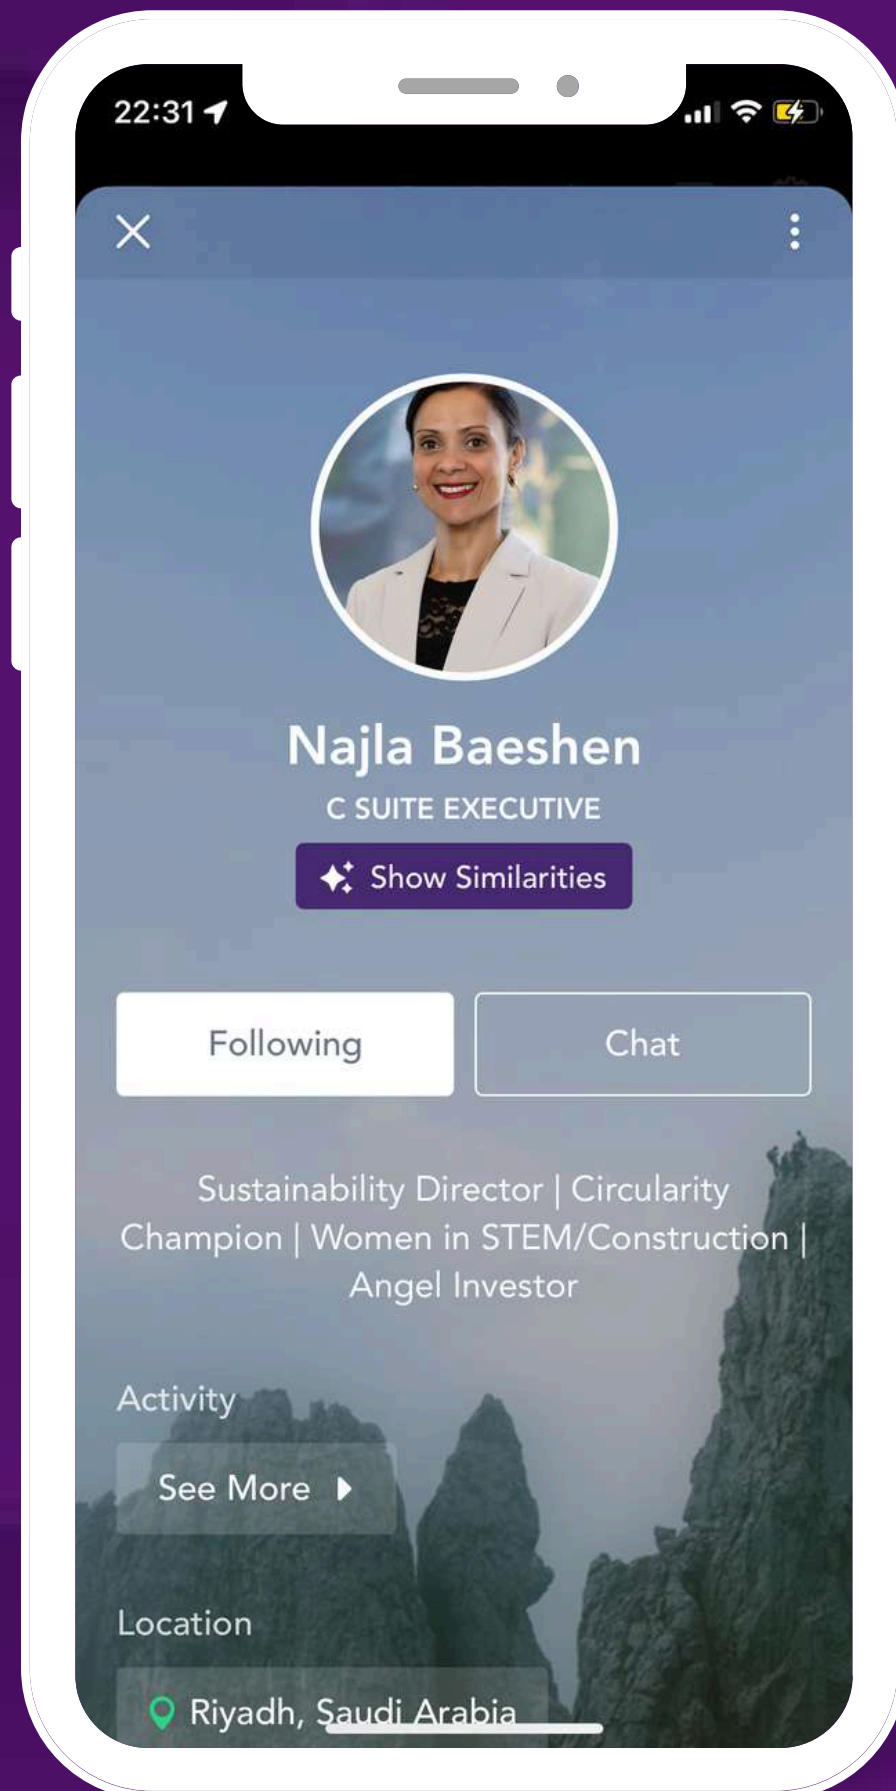 22:31
Najla Baeshen
C SUITE EXECUTIVE
Show Similarities
Following
Chat
Sustainability Director | Circularity
Champion | Women in STEM/Construction |
Angel Investor
Activity
See More
Location
Riyadh, Saudi Arabia